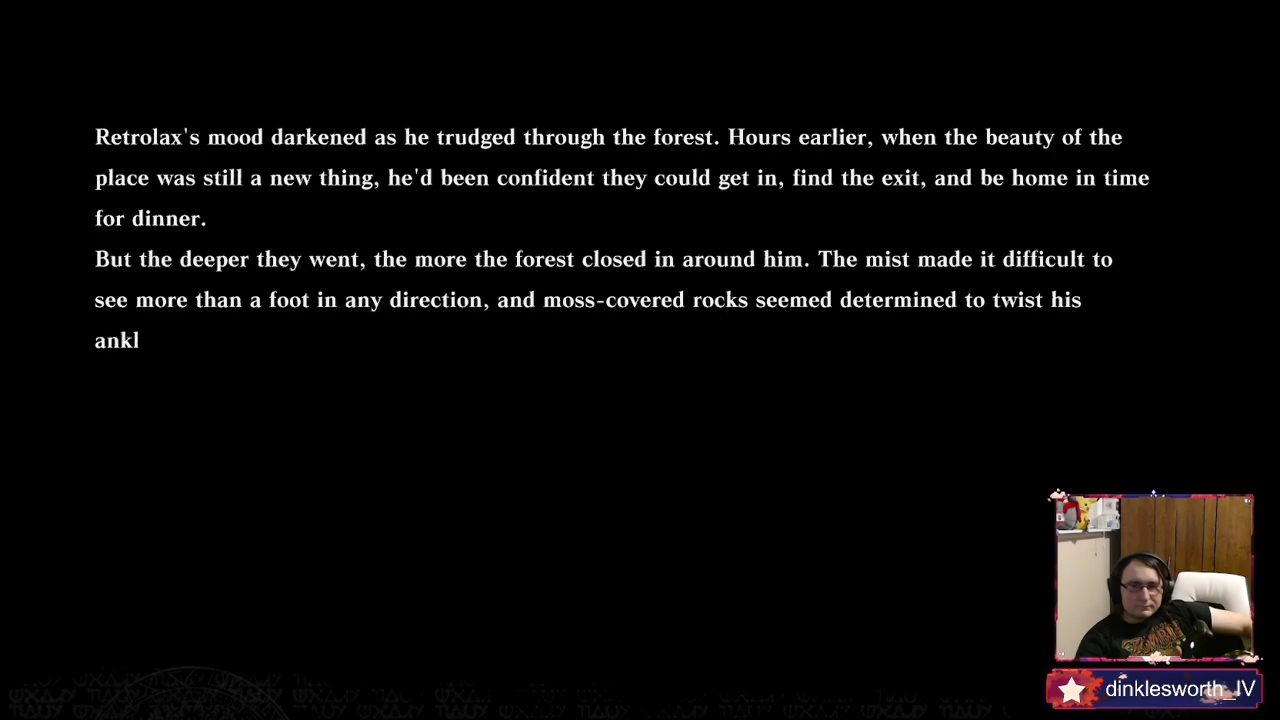 Retrolax's mood darkened as he trudged through the forest. Hours earlier, when the beauty of the
place was still a new thing, he'd been confident they could get in, find the exit, and be home in time
for dinner.
But the deeper they went, the more the forest closed in around him. The mist made it difficult to
see more than a foot in any direction, and moss-covered rocks seemed determined to twist his
ankl
dinklesworth_IV